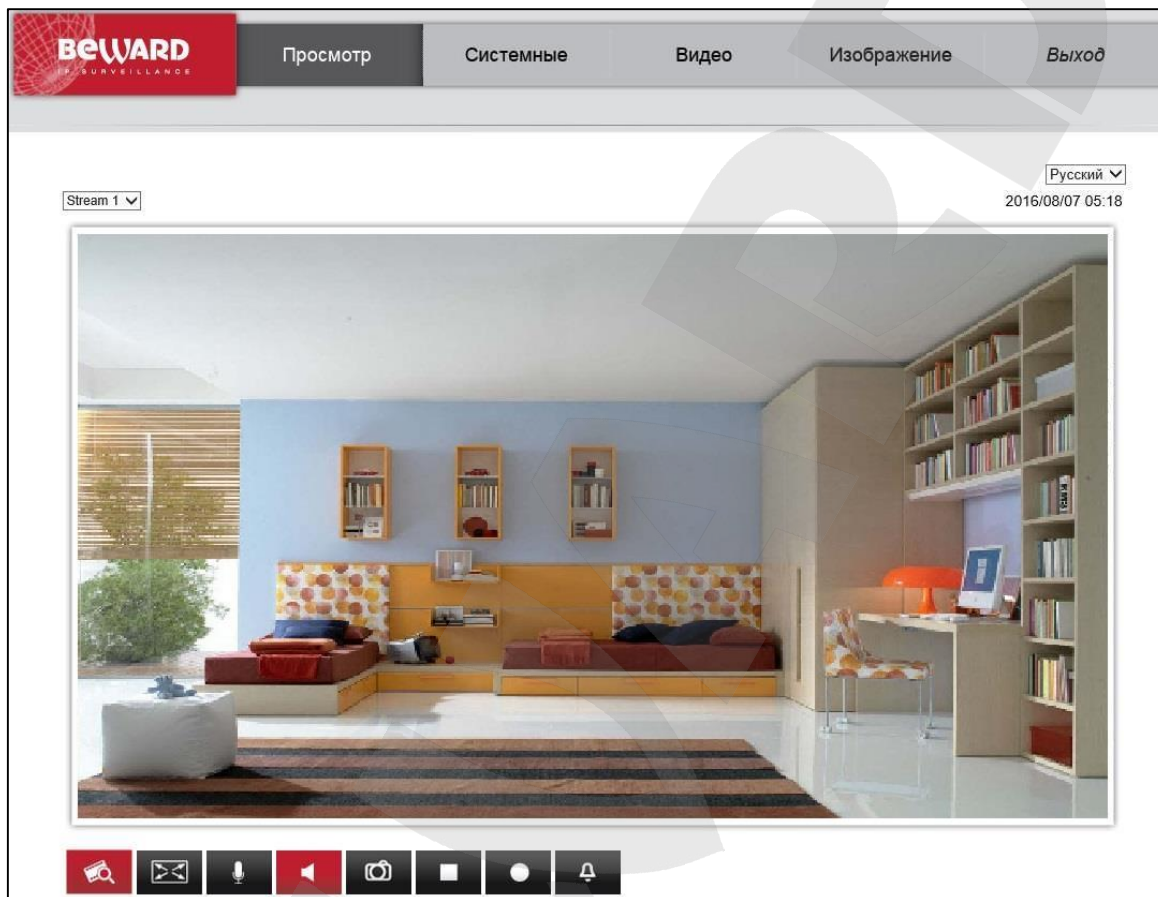 BEWARD
IP SURVEILLANCE
Просмотр
Системные
Видео
Изображение
Выход
Русский
Stream 1
2016/08/07 05:18